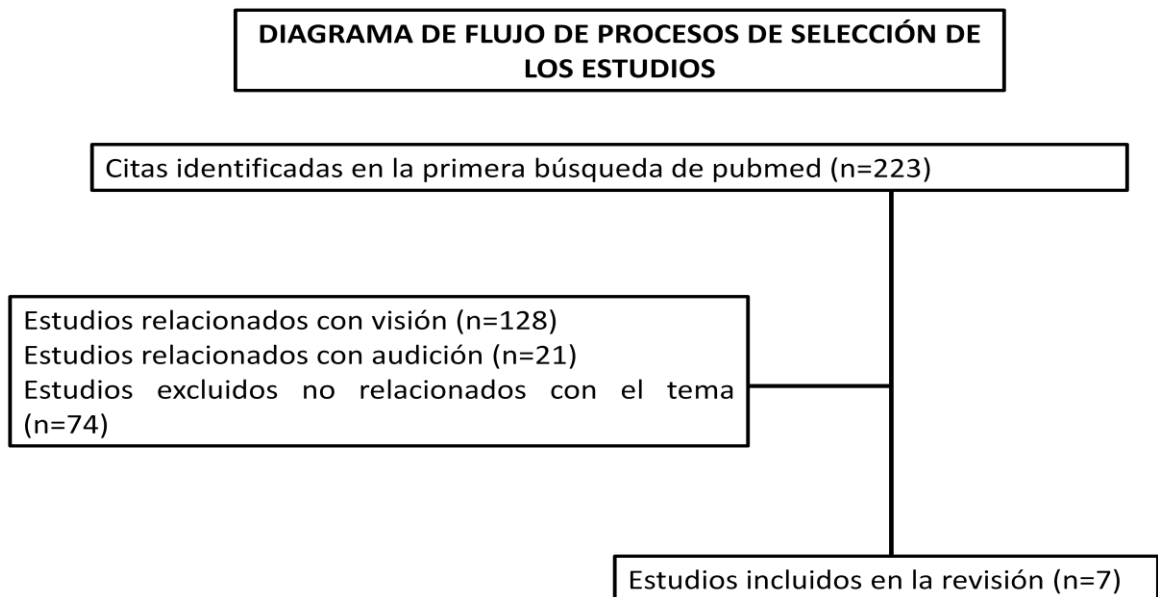 DIAGRAMA DE FLUJO DE PROCESOS DE SELECCIÓN DE
LOS ESTUDIOS
Citas identificadas en la primera búsqueda de pubmed (n=223)
Estudios relacionados con visión (n=128)
Estudios relacionados con audición (n=21)
Estudios excluidos no relacionados con el tema
(n=74)
Estudios incluidos en la revisión (n=7)